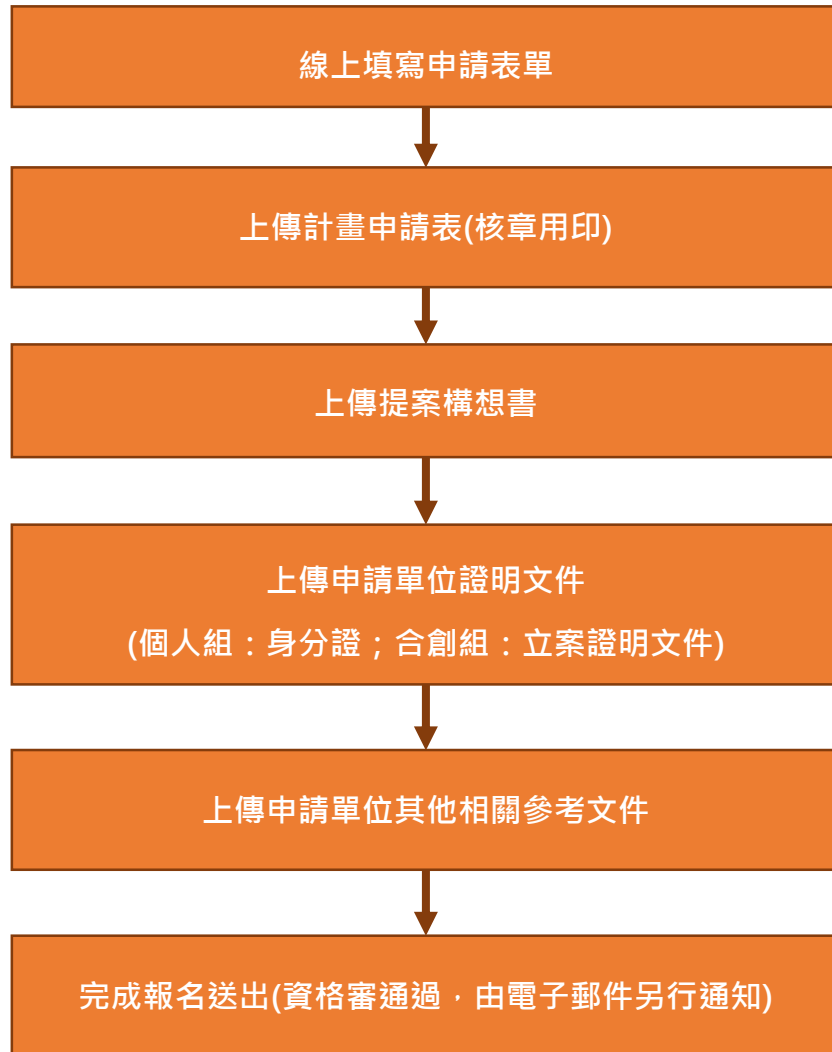 線上填寫申請表單
上傳計畫申請表(核章用印)
上傳提案構想書
上傳申請單位證明文件
(個人組：身分證；合創組：立案證明文件)
上傳申請單位其他相關參考文件
完成報名送出(資格審通過，由電子郵件另行通知)